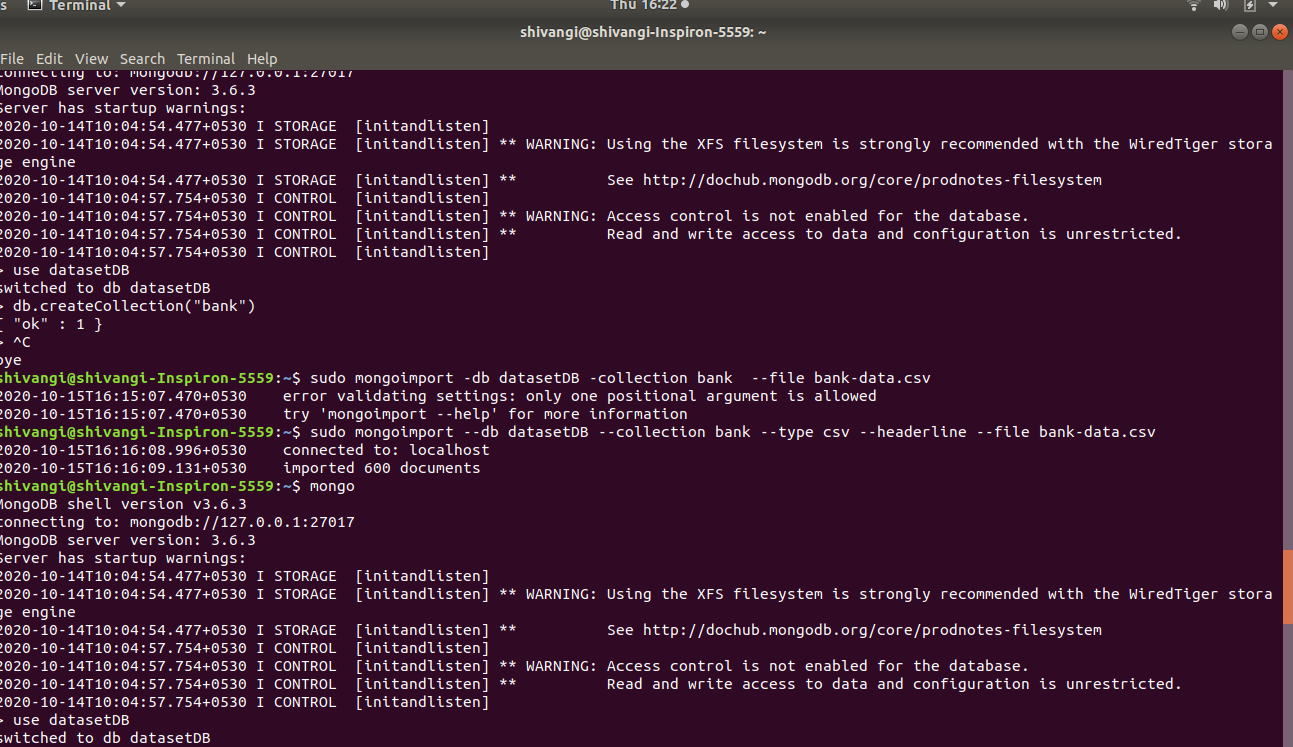 s Terminal Thu 16:22
shivangi@shivangi-Inspiron-5559: ~
File Edit View Search Terminal Help
connecting to: mongodb://127.0.0.1:27017
MongoDB server version: 3.6.3
Server has startup warnings:
2020-10-14T10:04:54.477+0530 I STORAGE  [initandlisten]
2020-10-14T10:04:54.477+0530 I STORAGE  [initandlisten] ** WARNING: Using the XFS filesystem is strongly recommended with the WiredTiger stora
ge engine
2020-10-14T10:04:54.477+0530 I STORAGE  [initandlisten] **          See http://dochub.mongodb.org/core/prodnotes-filesystem
2020-10-14T10:04:57.754+0530 I CONTROL  [initandlisten]
2020-10-14T10:04:57.754+0530 I CONTROL  [initandlisten] ** WARNING: Access control is not enabled for the database.
2020-10-14T10:04:57.754+0530 I CONTROL  [initandlisten] **          Read and write access to data and configuration is unrestricted.
2020-10-14T10:04:57.754+0530 I CONTROL  [initandlisten]
> use datasetDB
switched to db datasetDB
> db.createCollection("bank")
{ "ok" : 1 }
> ^C
bye
shivangi@shivangi-Inspiron-5559:~$ sudo mongoimport -db datasetDB -collection bank  --file bank-data.csv
2020-10-15T16:15:07.470+0530    error validating settings: only one positional argument is allowed
2020-10-15T16:15:07.470+0530    try 'mongoimport --help' for more information
shivangi@shivangi-Inspiron-5559:~$ sudo mongoimport --db datasetDB --collection bank --type csv --headerline --file bank-data.csv
2020-10-15T16:16:08.996+0530    connected to: localhost
2020-10-15T16:16:09.131+0530    imported 600 documents
shivangi@shivangi-Inspiron-5559:~$ mongo
MongoDB shell version v3.6.3
connecting to: mongodb://127.0.0.1:27017
MongoDB server version: 3.6.3
Server has startup warnings:
2020-10-14T10:04:54.477+0530 I STORAGE  [initandlisten]
2020-10-14T10:04:54.477+0530 I STORAGE  [initandlisten] ** WARNING: Using the XFS filesystem is strongly recommended with the WiredTiger stora
ge engine
2020-10-14T10:04:54.477+0530 I STORAGE  [initandlisten] **          See http://dochub.mongodb.org/core/prodnotes-filesystem
2020-10-14T10:04:57.754+0530 I CONTROL  [initandlisten]
2020-10-14T10:04:57.754+0530 I CONTROL  [initandlisten] ** WARNING: Access control is not enabled for the database.
2020-10-14T10:04:57.754+0530 I CONTROL  [initandlisten] **          Read and write access to data and configuration is unrestricted.
2020-10-14T10:04:57.754+0530 I CONTROL  [initandlisten]
> use datasetDB
switched to db datasetDB